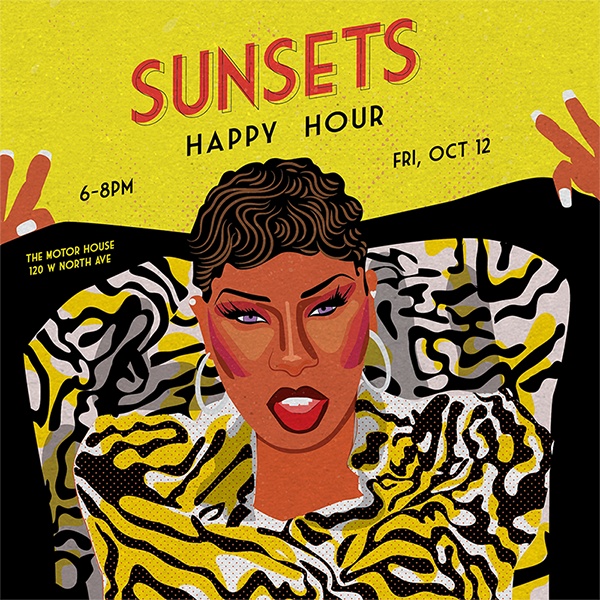 SUNSETS
HAPPY HOUR
FRI, OCT 12
6-8PM
THE MOTOR HOUSE
120 W NORTH AVE